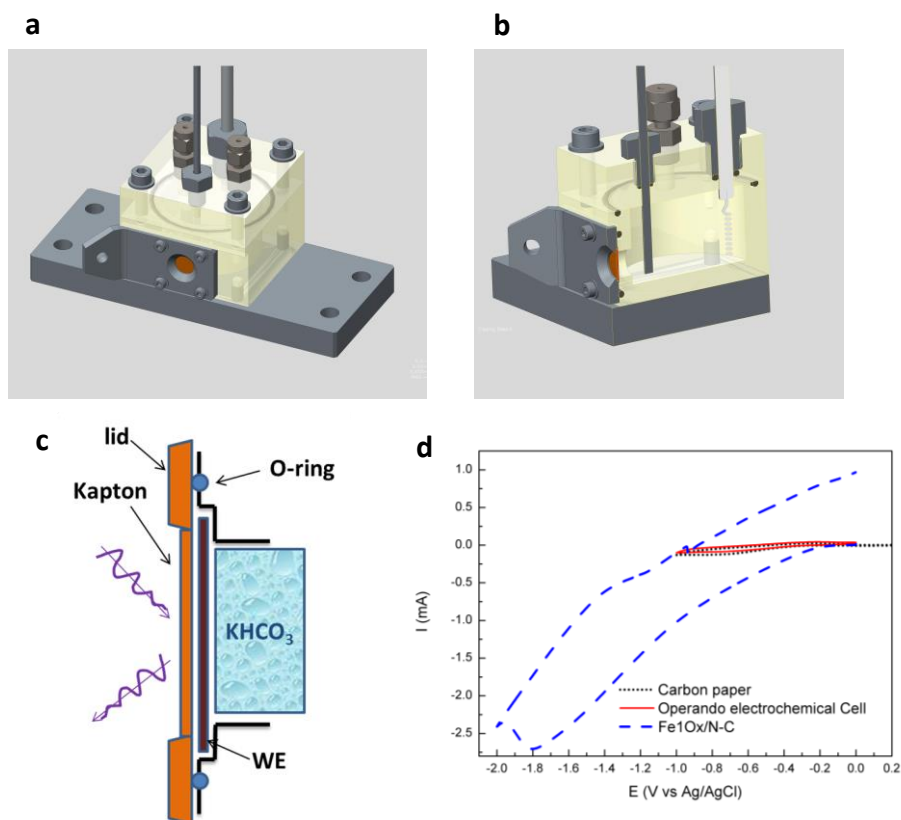 a
b
c
lid
O-ring
Kapton
KHCO₃
WE
d
1.0
0.5
0.0
-0.5
-1.0
-1.5
-2.0
-2.5
I (mA)
Carbon paper
Operando electrochemical Cell
Fe1Ox/N-C
-2.0 -1.8 -1.6 -1.4 -1.2 -1.0 -0.8 -0.6 -0.4 -0.2 0.0 0.2
E (V vs Ag/AgCl)